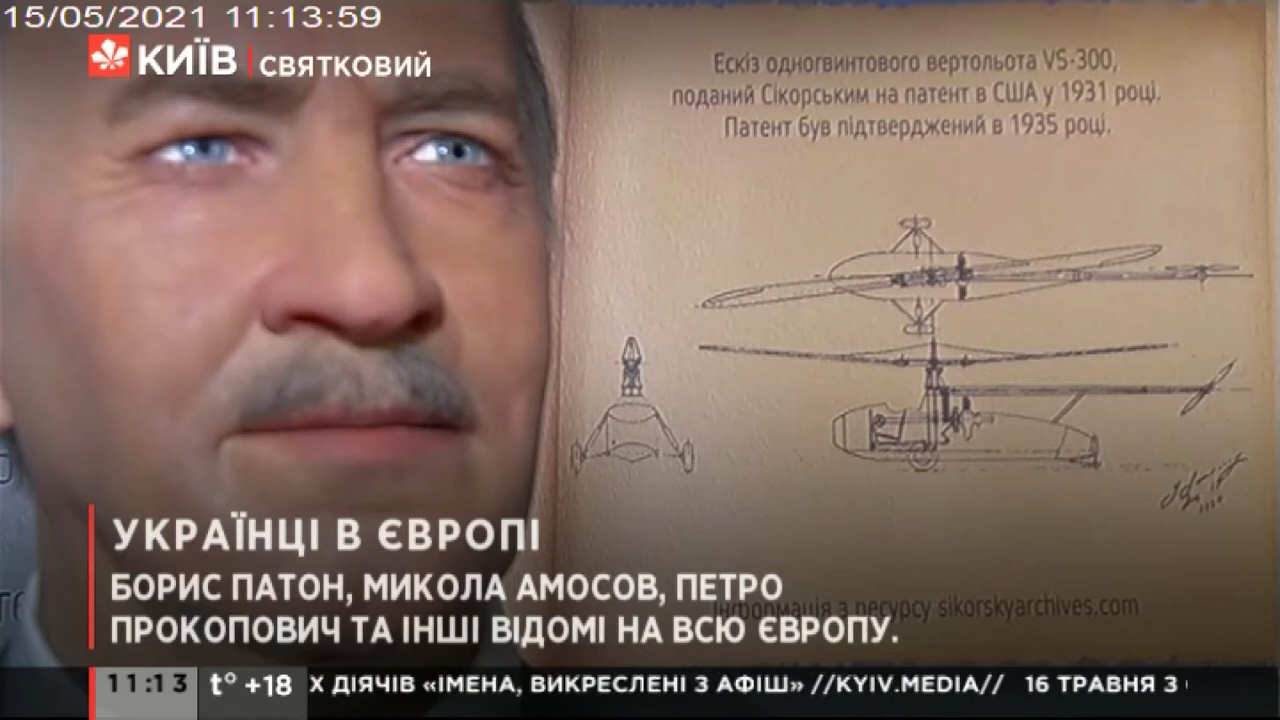 15/05/2021 11:13:59
КИЇВ СВЯТКОВИЙ
Ескіз одногвинтового вертольота VS-300,
поданий Сікорським на патент в США у 1931 році.
Патент був підтверджений в 1935 році.
УКРАЇНЦІ В ЄВРОПІ
БОРИС ПАТОН, МИКОЛА АМОСОВ, ПЕТРО
ПРОКОПОВИЧ ТА ІНШІ ВІДОМІ НА ВСЮ ЄВРОПУ.
Інформація з ресурсу sikorskyarchives.com
11:13 t° +18 Х ДІЯЧІВ «ІМЕНА, ВИКРЕСЛЕНІ З АФІШ» //KYIV.MEDIA// 16 ТРАВНЯ З